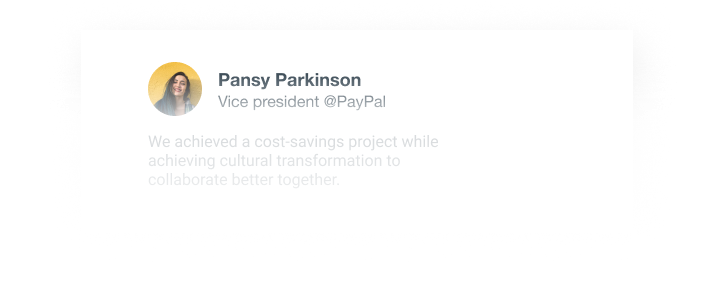 Pansy Parkinson
Vice president @PayPal
We achieved a cost-savings project while
achieving cultural transformation to
collaborate better together.